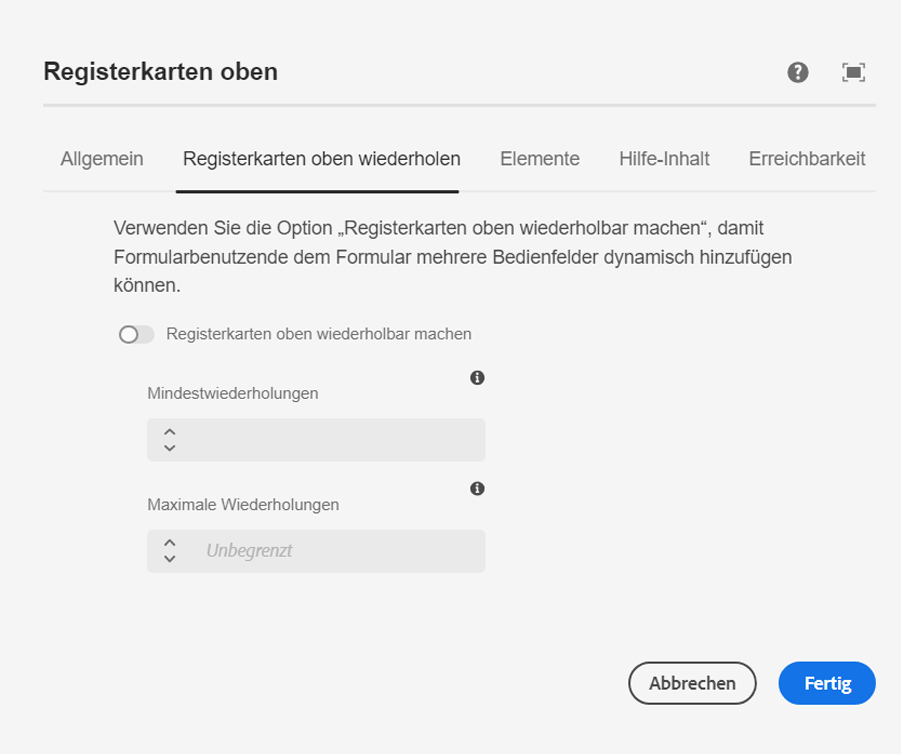 Registerkarten oben
Allgemein Registerkarten oben wiederholen Elemente Hilfe-Inhalt Erreichbarkeit
Verwenden Sie die Option „Registerkarten oben wiederholbar machen“, damit
Formularbenutzende dem Formular mehrere Bedienfelder dynamisch hinzufügen
können.
Registerkarten oben wiederholbar machen
Mindestwiederholungen
Maximale Wiederholungen
Unbegrenzt
Abbrechen Fertig